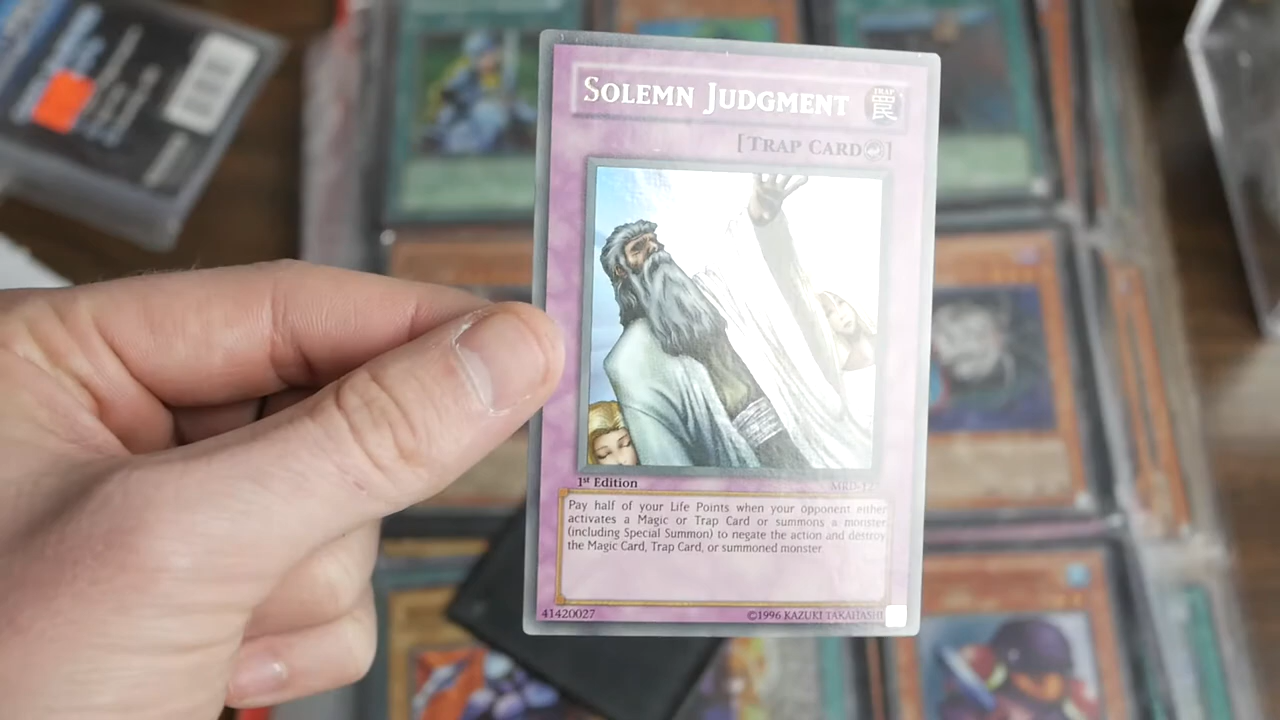 SOLEMN JUDGMENT
TRAP
罠
[TRAP CARD]
1st Edition
Pay half of your Life Points when your opponent either
activates a Magic or Trap Card or summons a monster
(including Special Summon) to negate the action and destroy
the Magic Card, Trap Card, or summoned monster.
41420027
©1996 KAZUKI TAKAHASHI